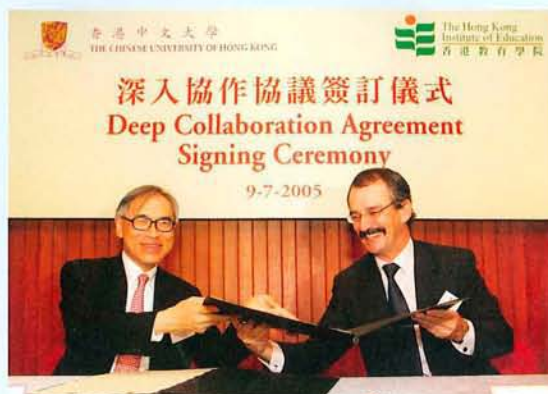 香港中文大學
THE CHINESE UNIVERSITY OF HONG KONG
The Hong Kong
Institute of Education
香港教育學院
深入協作協議簽訂儀式
Deep Collaboration Agreement
Signing Ceremony
9-7-2005